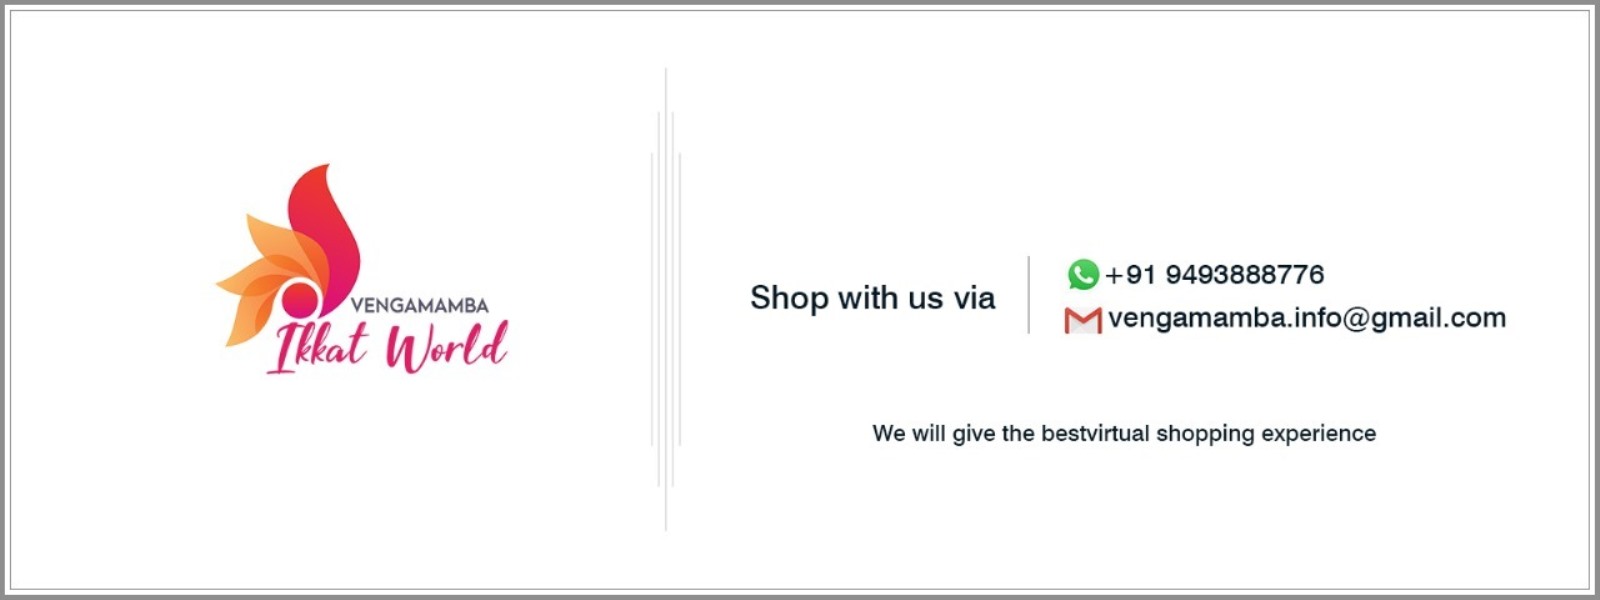 VENGAMAMBA
Ikkat World
Shop with us via
+91 9493888776
vengamamba.info@gmail.com
We will give the bestvirtual shopping experience